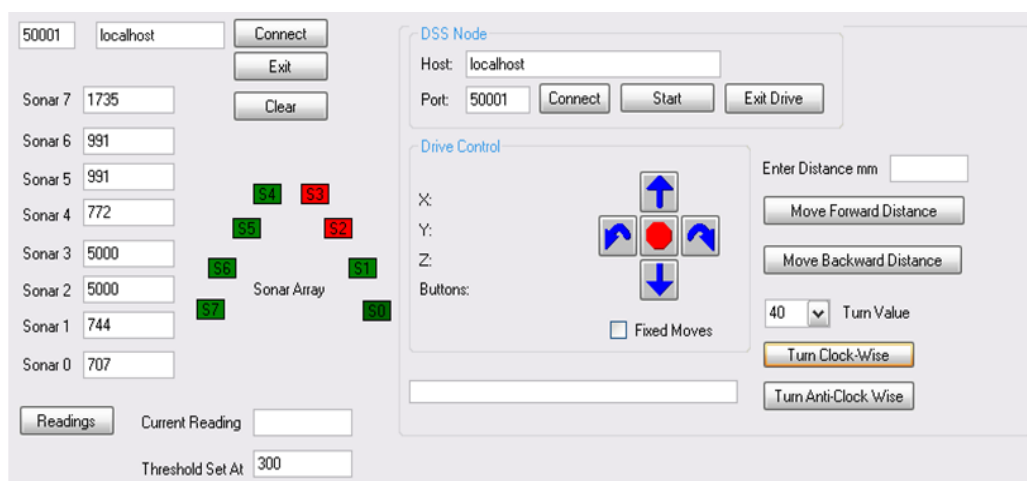 50001 localhost Connect
Exit
Clear
Sonar 7 1735
Sonar 6 991
Sonar 5 991
Sonar 4 772
Sonar 3 5000
Sonar 2 5000
Sonar 1 744
Sonar 0 707
S4 S3
S5 S2
S6 S1
S7 S0
Sonar Array
Readings Current Reading
Threshold Set At 300
DSS Node
Host: localhost
Port: 50001 Connect Start Exit Drive
Drive Control
X:
Y:
Z:
Buttons:
Fixed Moves
Enter Distance mm
Move Forward Distance
Move Backward Distance
40 Turn Value
Turn Clock-Wise
Turn Anti-Clock Wise